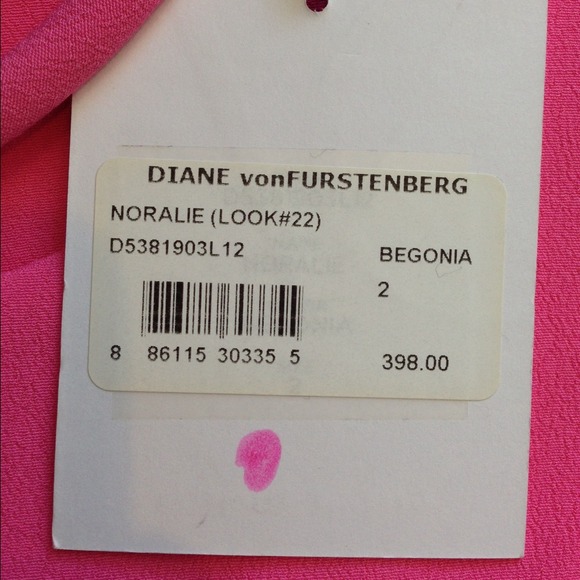 DIANE vonFURSTENBERG
NORALIE (LOOK#22)
D5381903L12
BEGONIA
2
8 86115 30335 5
398.00